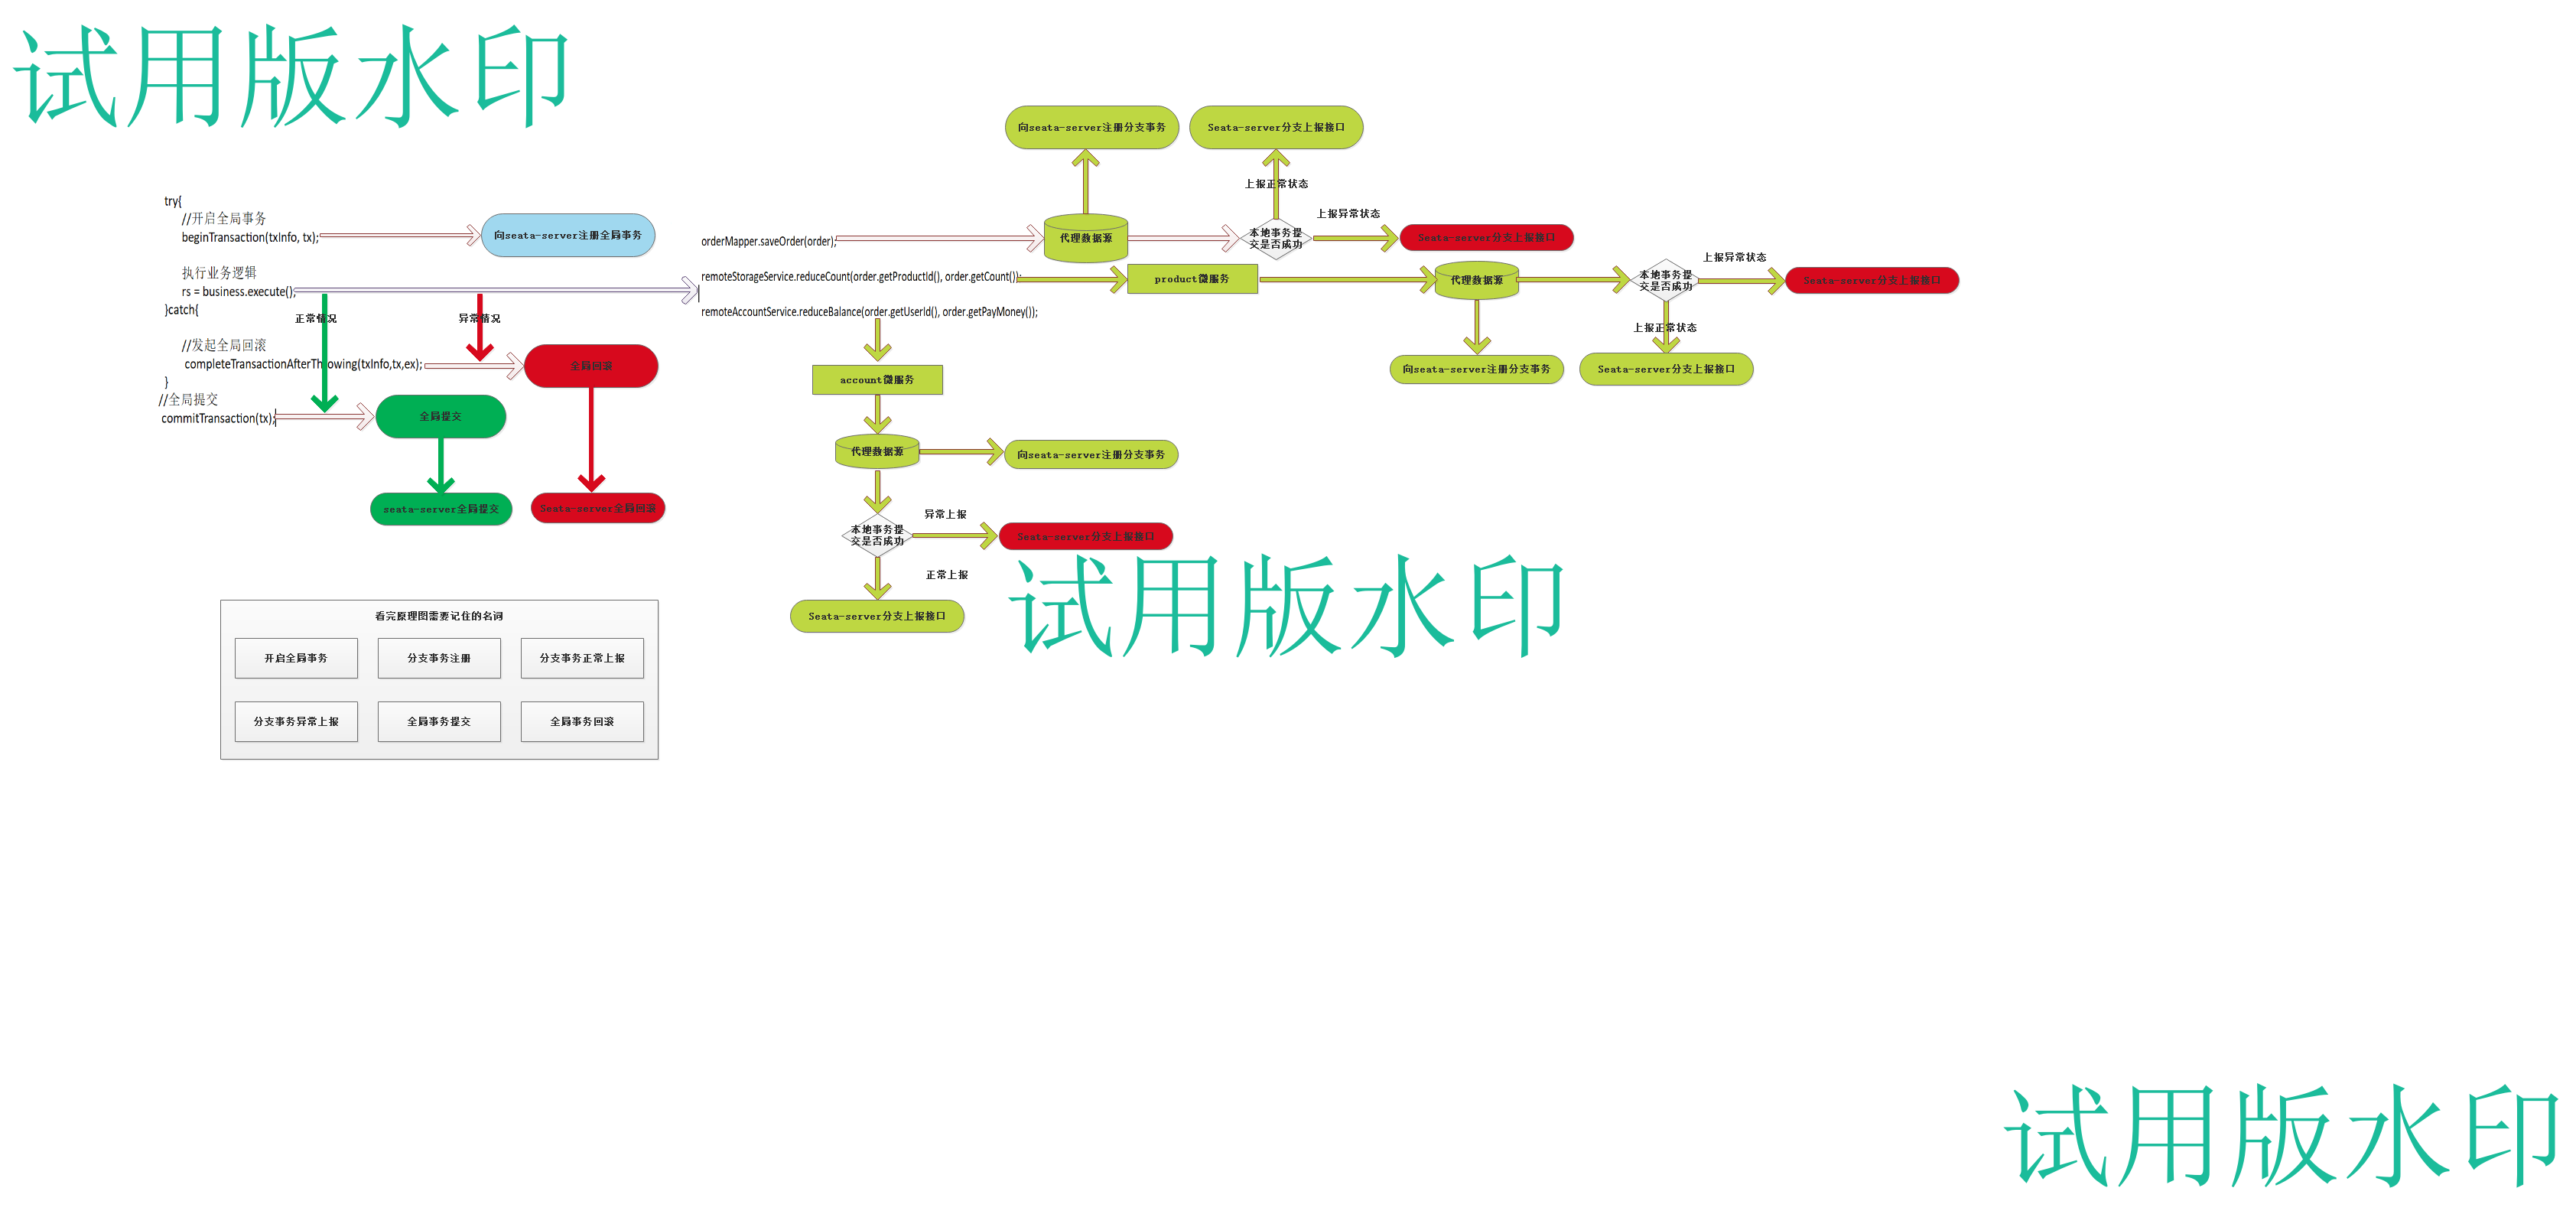 试用版水印
try{
//开启全局事务
beginTransaction(txInfo, tx);
向seata-server注册全局事务
执行业务逻辑
rs = business.execute();
}catch{
正常情况
异常情况
//发起全局回滚
completeTransactionAfterThrowing(txInfo,tx,ex);
全局回滚
}
//全局提交
commitTransaction(tx);
全局提交
seata-server全局提交
Seata-server全局回滚
向seata-server注册分支事务
Seata-server分支上报接口
上报正常状态
上报异常状态
orderMapper.saveOrder(order);
代理数据源
本地事务提
交是否成功
Seata-server分支上报接口
remoteStorageService.reduceCount(order.getProductId(), order.getCount());
product微服务
代理数据源
本地事务提
交是否成功
上报异常状态
Seata-server分支上报接口
上报正常状态
向seata-server注册分支事务
Seata-server分支上报接口
remoteAccountService.reduceBalance(order.getUserId(), order.getPayMoney());
account微服务
代理数据源
向seata-server注册分支事务
本地事务提
交是否成功
异常上报
Seata-server分支上报接口
正常上报
Seata-server分支上报接口
试用版水印
看完原理图需要记住的名词
开启全局事务
分支事务注册
分支事务正常上报
分支事务异常上报
全局事务提交
全局事务回滚
试用版水印